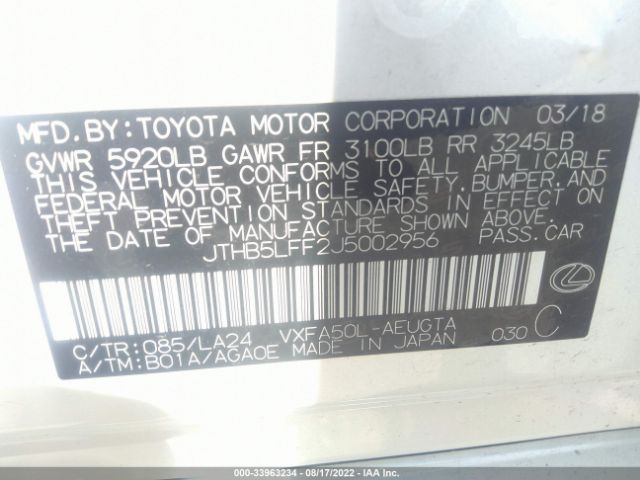 MFD. BY: TOYOTA MOTOR CORPORATION 03/18
GVWR 5920LB GAWR FR 3100LB RR 3245LB
THIS VEHICLE CONFORMS TO ALL APPLICABLE
FEDERAL MOTOR VEHICLE SAFETY, BUMPER, AND
THEFT PREVENTION STANDARDS IN EFFECT ON
THE DATE OF MANUFACTURE SHOWN ABOVE.
JTHB5LFF2J5002956 PASS. CAR
C/TR: 085/LA24 VXFA50L-AEUGTA
A/TM: B01A/AGA0E MADE IN JAPAN 030 C
000-33963234 - 08/17/2022 - IAA Inc.